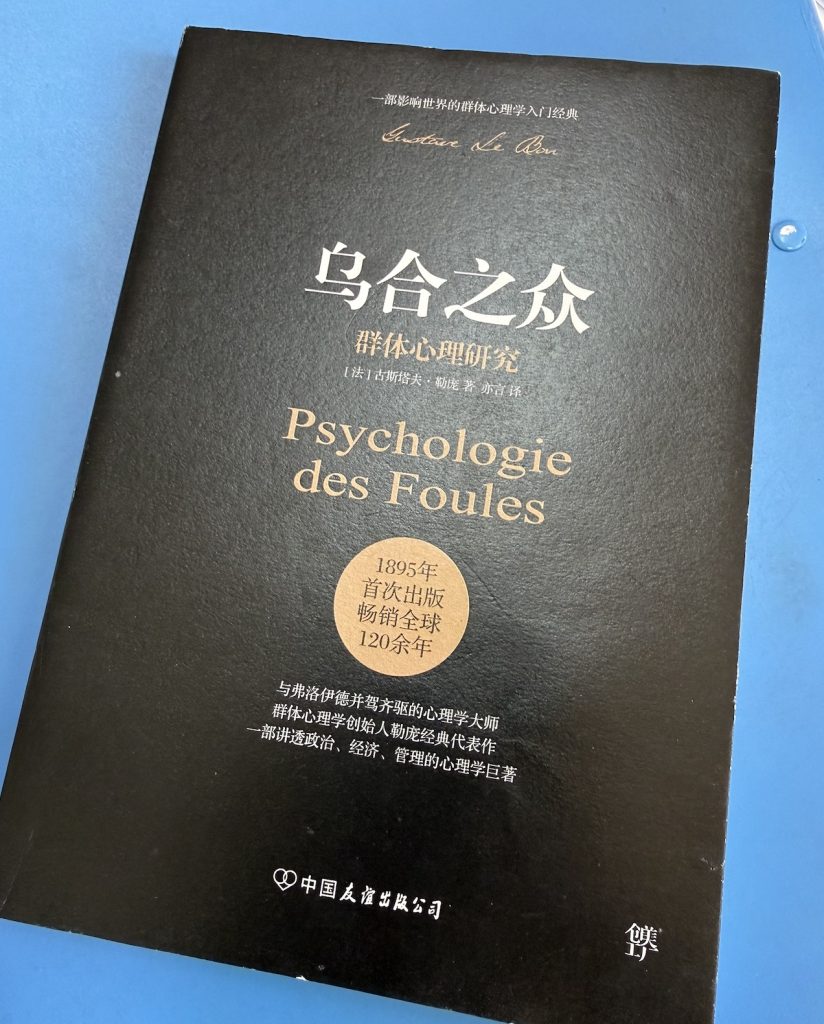 一部影响世界的群体心理学入门经典
Gustave Le Bon
乌合之众
群体心理研究
［法］古斯塔夫·勒庞 著 亦言 译
Psychologie
des Foules
1895年
首次出版
畅销全球
120余年
与弗洛伊德并驾齐驱的心理学大师
群体心理学创始人勒庞经典代表作
一部讲透政治、经济、管理的心理学巨著
中国友谊出版公司
创美工厂®